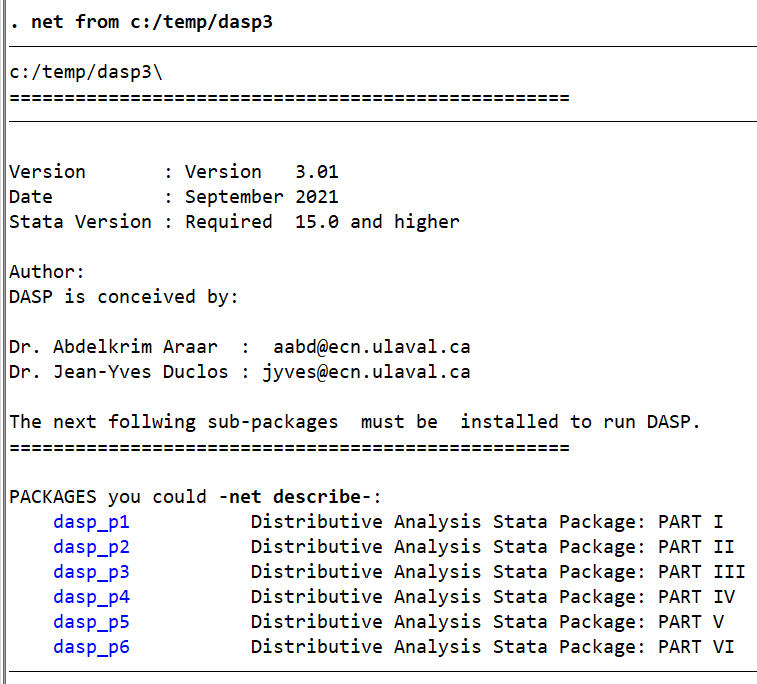 . net from c:/temp/dasp3
c:/temp/dasp3\
===================================================
Version       : Version   3.01
Date          : September 2021
Stata Version : Required  15.0 and higher
Author:
DASP is conceived by:
Dr. Abdelkrim Araar  :  aabd@ecn.ulaval.ca
Dr. Jean-Yves Duclos : jyves@ecn.ulaval.ca
The next follwing sub-packages  must be  installed to run DASP.
===================================================
PACKAGES you could -net describe-:
dasp_p1           Distributive Analysis Stata Package: PART I
dasp_p2           Distributive Analysis Stata Package: PART II
dasp_p3           Distributive Analysis Stata Package: PART III
dasp_p4           Distributive Analysis Stata Package: PART IV
dasp_p5           Distributive Analysis Stata Package: PART V
dasp_p6           Distributive Analysis Stata Package: PART VI